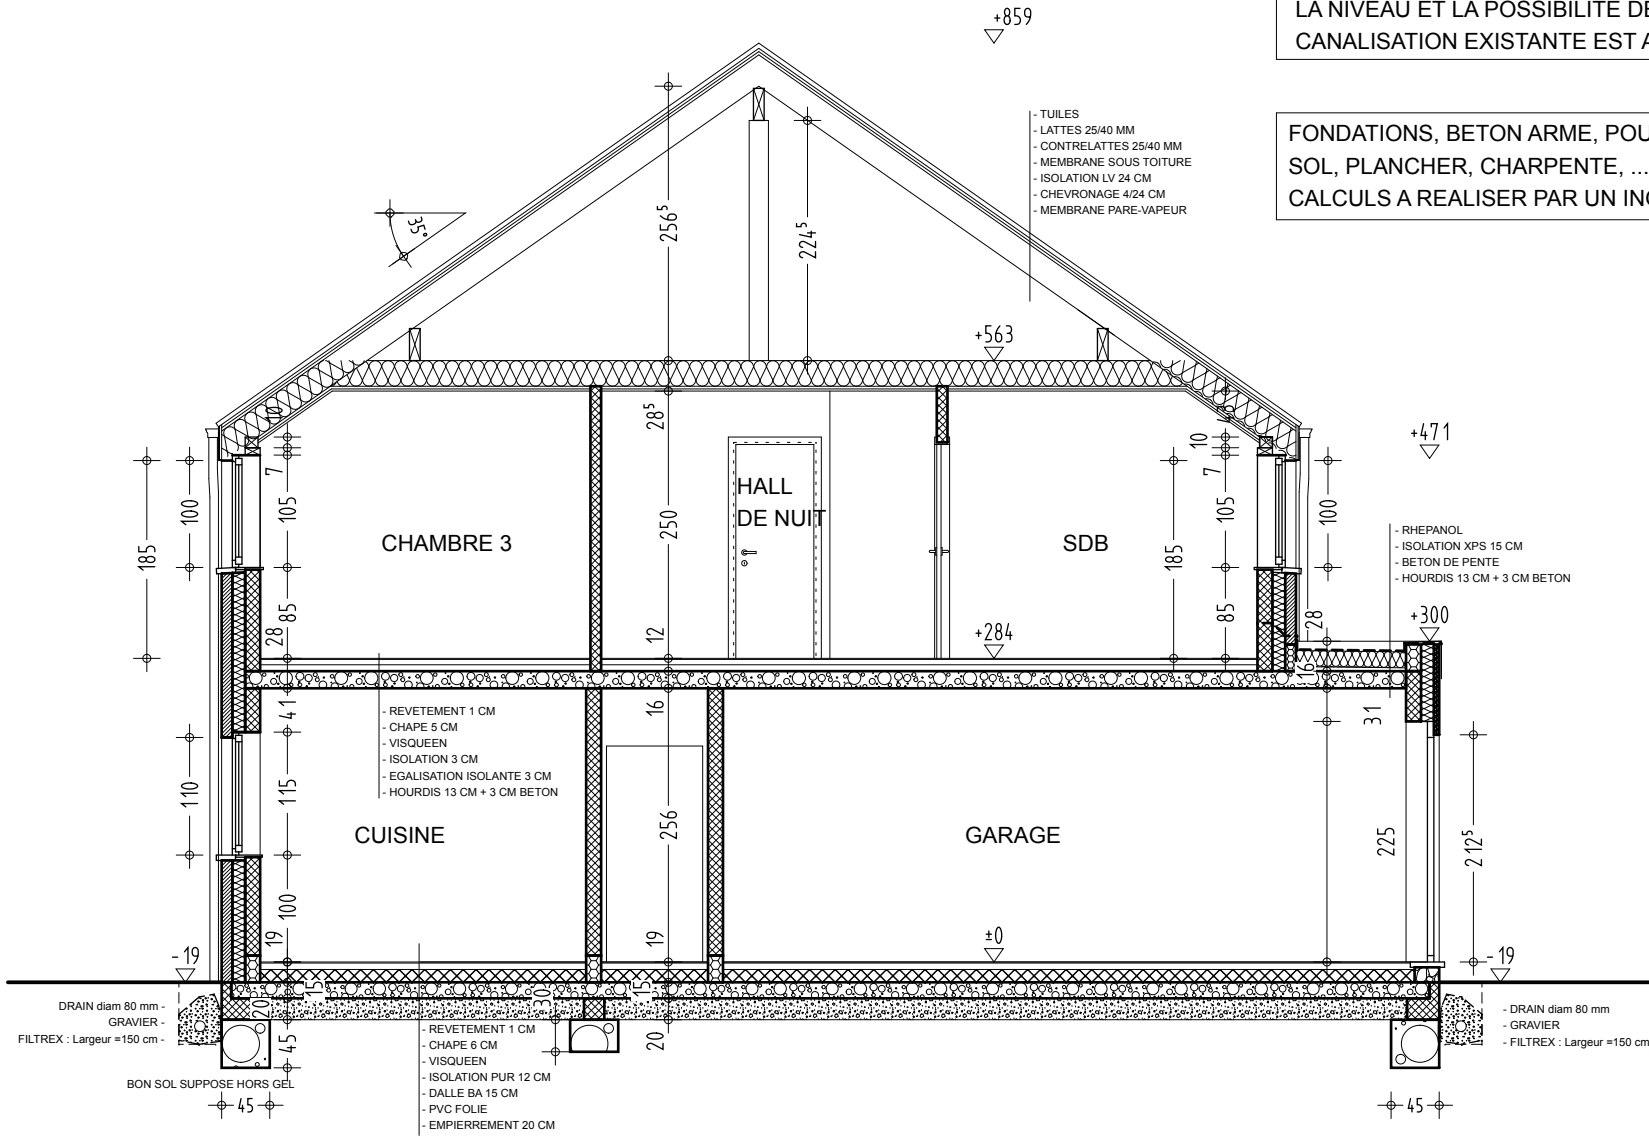 +859
LA NIVEAU ET LA POSSIBILITE DE
CANALISATION EXISTANTE EST A
- TUILES
- LATTES 25/40 MM
- CONTRELATTES 25/40 MM
- MEMBRANE SOUS TOITURE
- ISOLATION LV 24 CM
- CHEVRONAGE 4/24 CM
- MEMBRANE PARE-VAPEUR
FONDATIONS, BETON ARME, POU
SOL, PLANCHER, CHARPENTE, ...
CALCULS A REALISER PAR UN
35°
256⁵
224⁵
+563
10
28⁵
48
10
7
+471
7
100
105
185
HALL
DE NUIT
250
CHAMBRE 3
SDB
105
100
185
- RHEPANOL
- ISOLATION XPS 15 CM
- BETON DE PENTE
- HOURDIS 13 CM + 3 CM BETON
85
28
12
+284
85
28
+300
16
41
16
31
- REVETEMENT 1 CM
- CHAPE 5 CM
- VISQUEEN
- ISOLATION 3 CM
- EGALISATION ISOLANTE 3 CM
- HOURDIS 13 CM + 3 CM BETON
110
115
256
CUISINE
GARAGE
225
212⁵
100
19
19
±0
-19
-19
15
20
30
15
20
45
DRAIN diam 80 mm -
GRAVIER -
FILTREX : Largeur =150 cm -
- REVETEMENT 1 CM
- CHAPE 6 CM
- VISQUEEN
- ISOLATION PUR 12 CM
- DALLE BA 15 CM
- PVC FOLIE
- EMPIERREMENT 20 CM
- DRAIN diam 80 mm
- GRAVIER
- FILTREX : Largeur =150 cm
BON SOL SUPPOSE HORS GEL
45
45